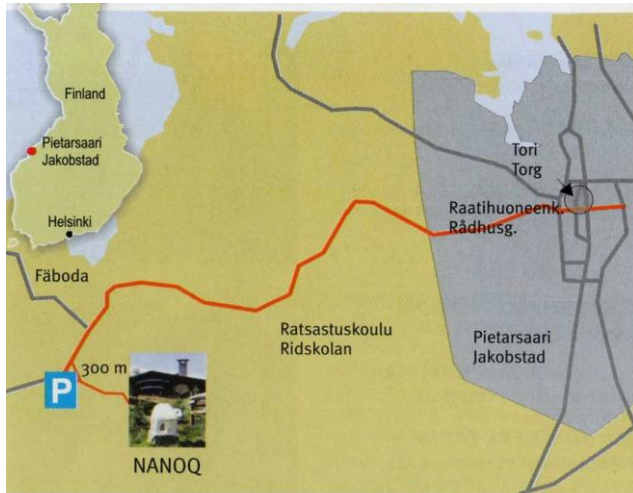 Finland
Pietarsaari
Jakobstad
Helsinki
Fäboda
Tori
Torg
Raatihuoneenk.
Rådhusg.
Ratsastuskoulu
Ridskolan
Pietarsaari
Jakobstad
300 m
P
NANOQ